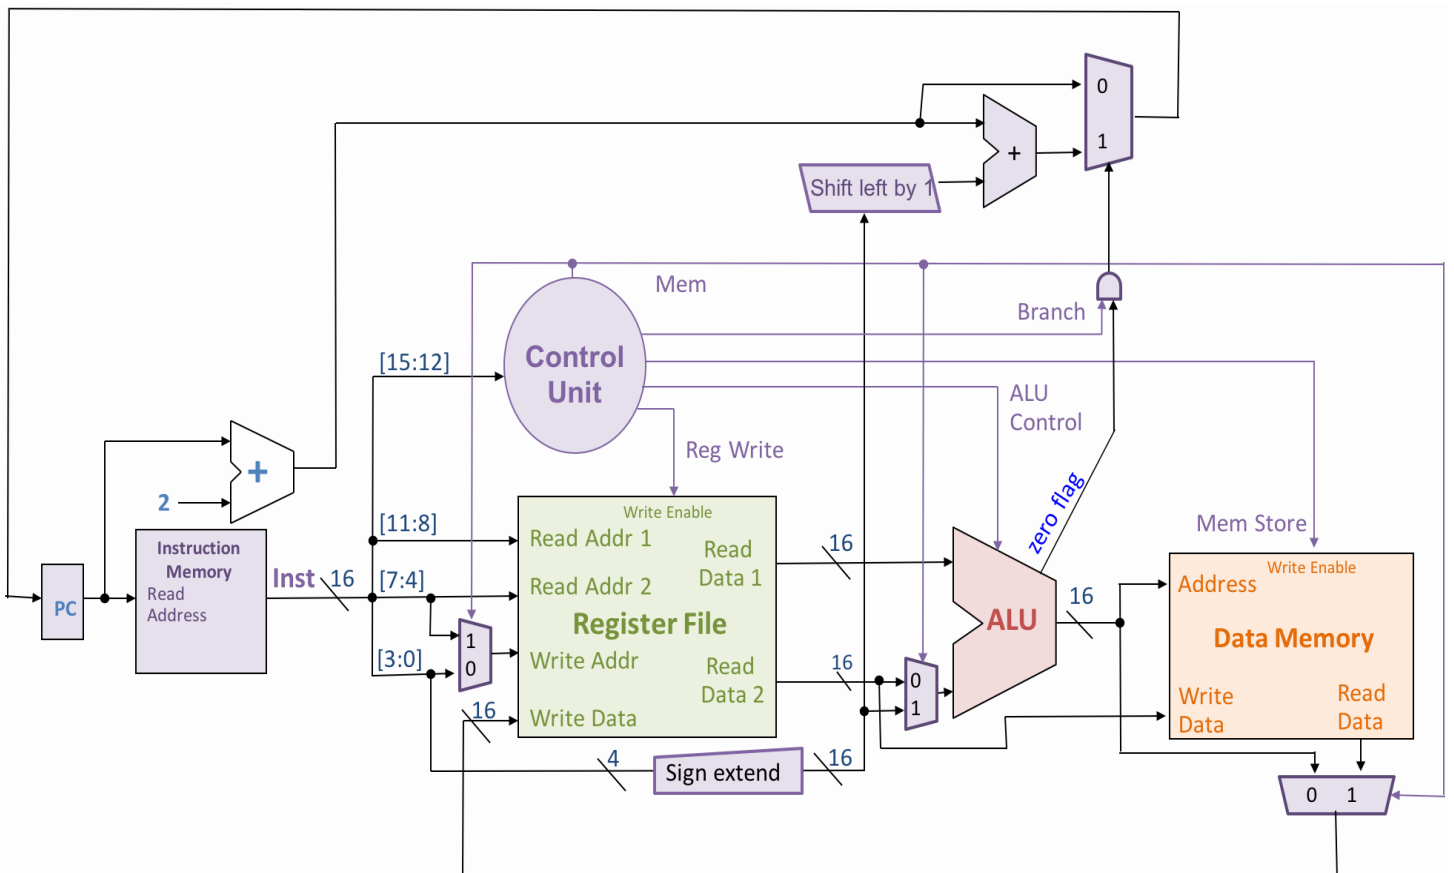 0
1
+
Shift left by 1
Mem
Branch
[15:12]
Control
Unit
ALU
Control
Reg Write
zero flag
+
2
[11:8]
Write Enable
Read Addr 1
Read
Data 1
16
Mem Store
Instruction
Memory
Read
Address
Inst
16
[7:4]
Read Addr 2
Register File
PC
1
0
Write Addr
[3:0]
Read
Data 2
16
16
Write Data
0
1
ALU
16
Write Enable
Address
Data Memory
Write
Data
Read
Data
4
Sign extend
16
0 1